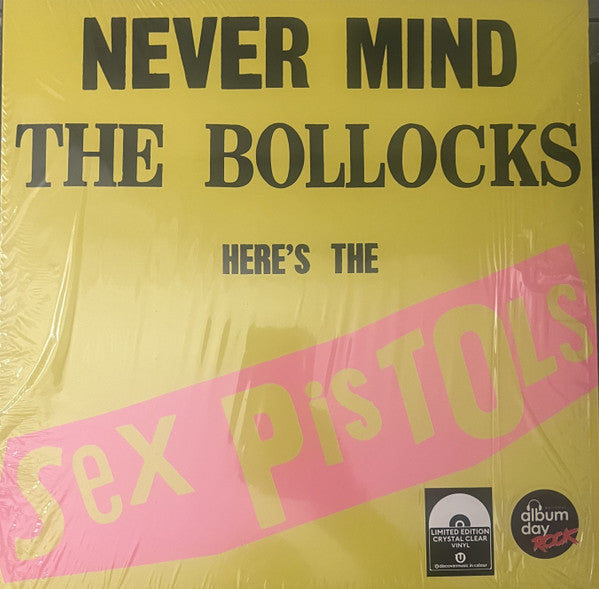 NEVER MIND
THE BOLLOCKS
HERE'S THE
Sex PisTOLS
LIMITED EDITION
CRYSTAL CLEAR
VINYL
U
album
day
ROCK